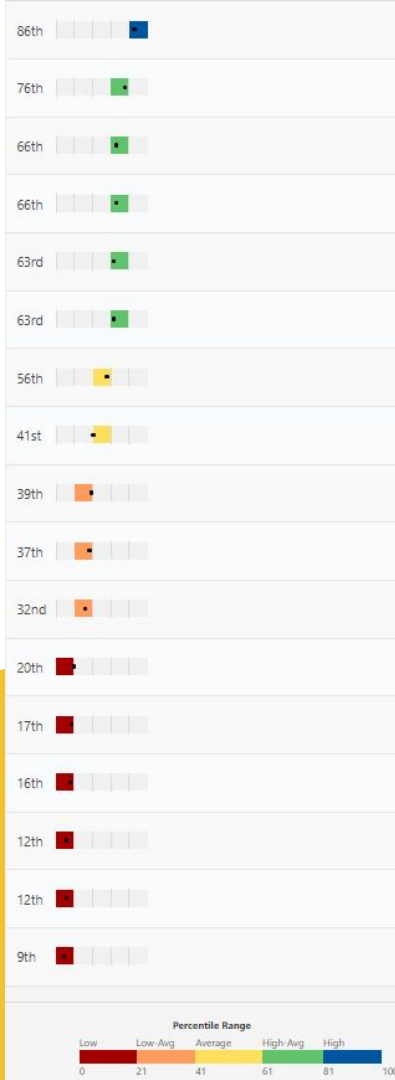 86th
76th
66th
66th
63rd
63rd
56th
41st
39th
37th
32nd
20th
17th
16th
12th
12th
9th
Percentile Range
Low Low-Avg Average High-Avg High
0 21 41 61 81 100